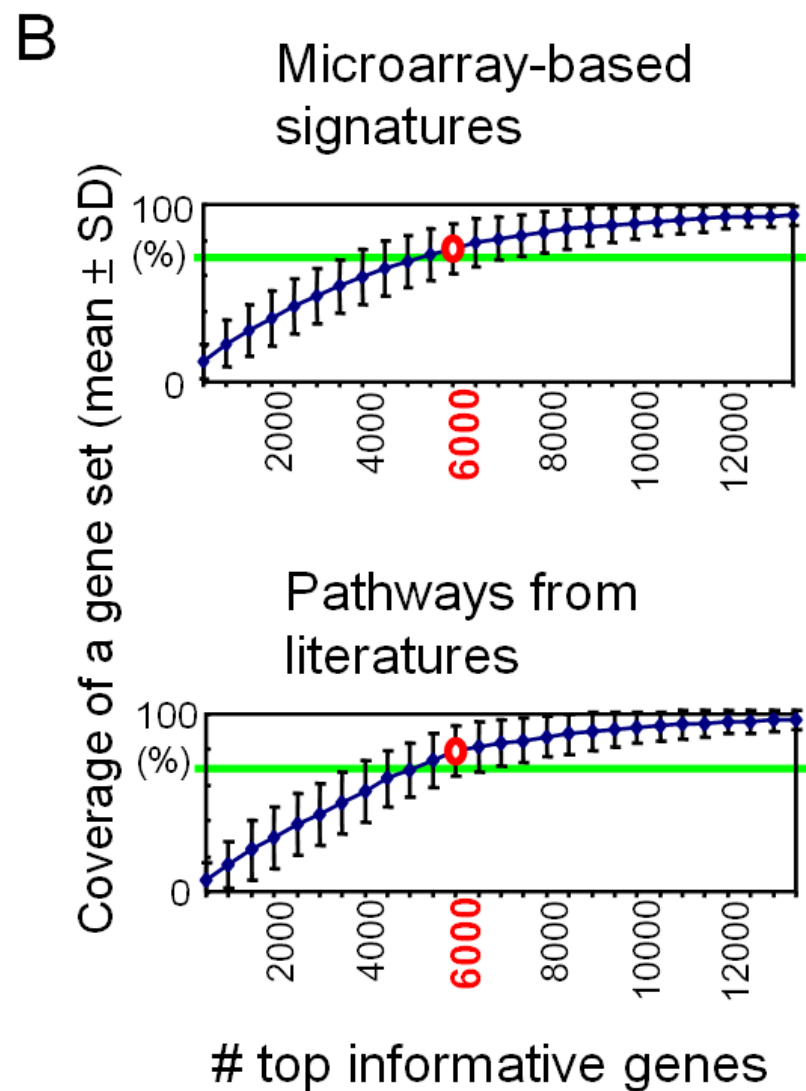 B
Microarray-based
signatures
Coverage of a gene set (mean ± SD)
100
(%)
0
2000
4000
6000
8000
10000
12000
Pathways from
literatures
100
(%)
0
2000
4000
6000
8000
10000
12000
# top informative genes